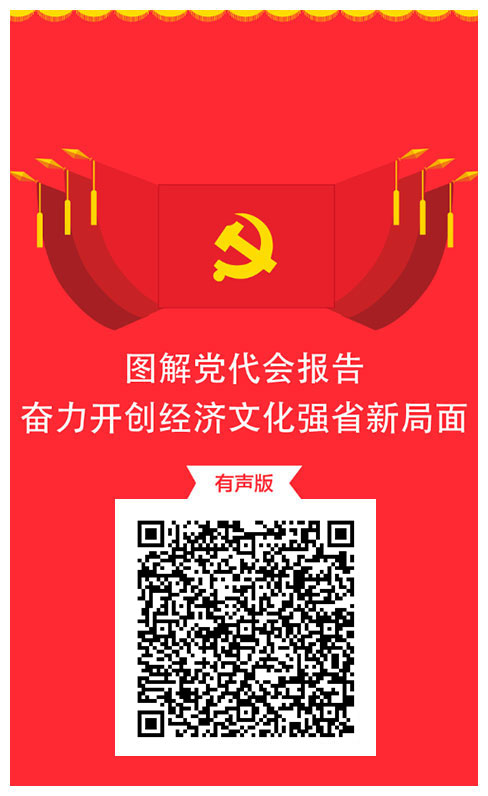 图解党代会报告
奋力开创经济文化强省新局面
有声版